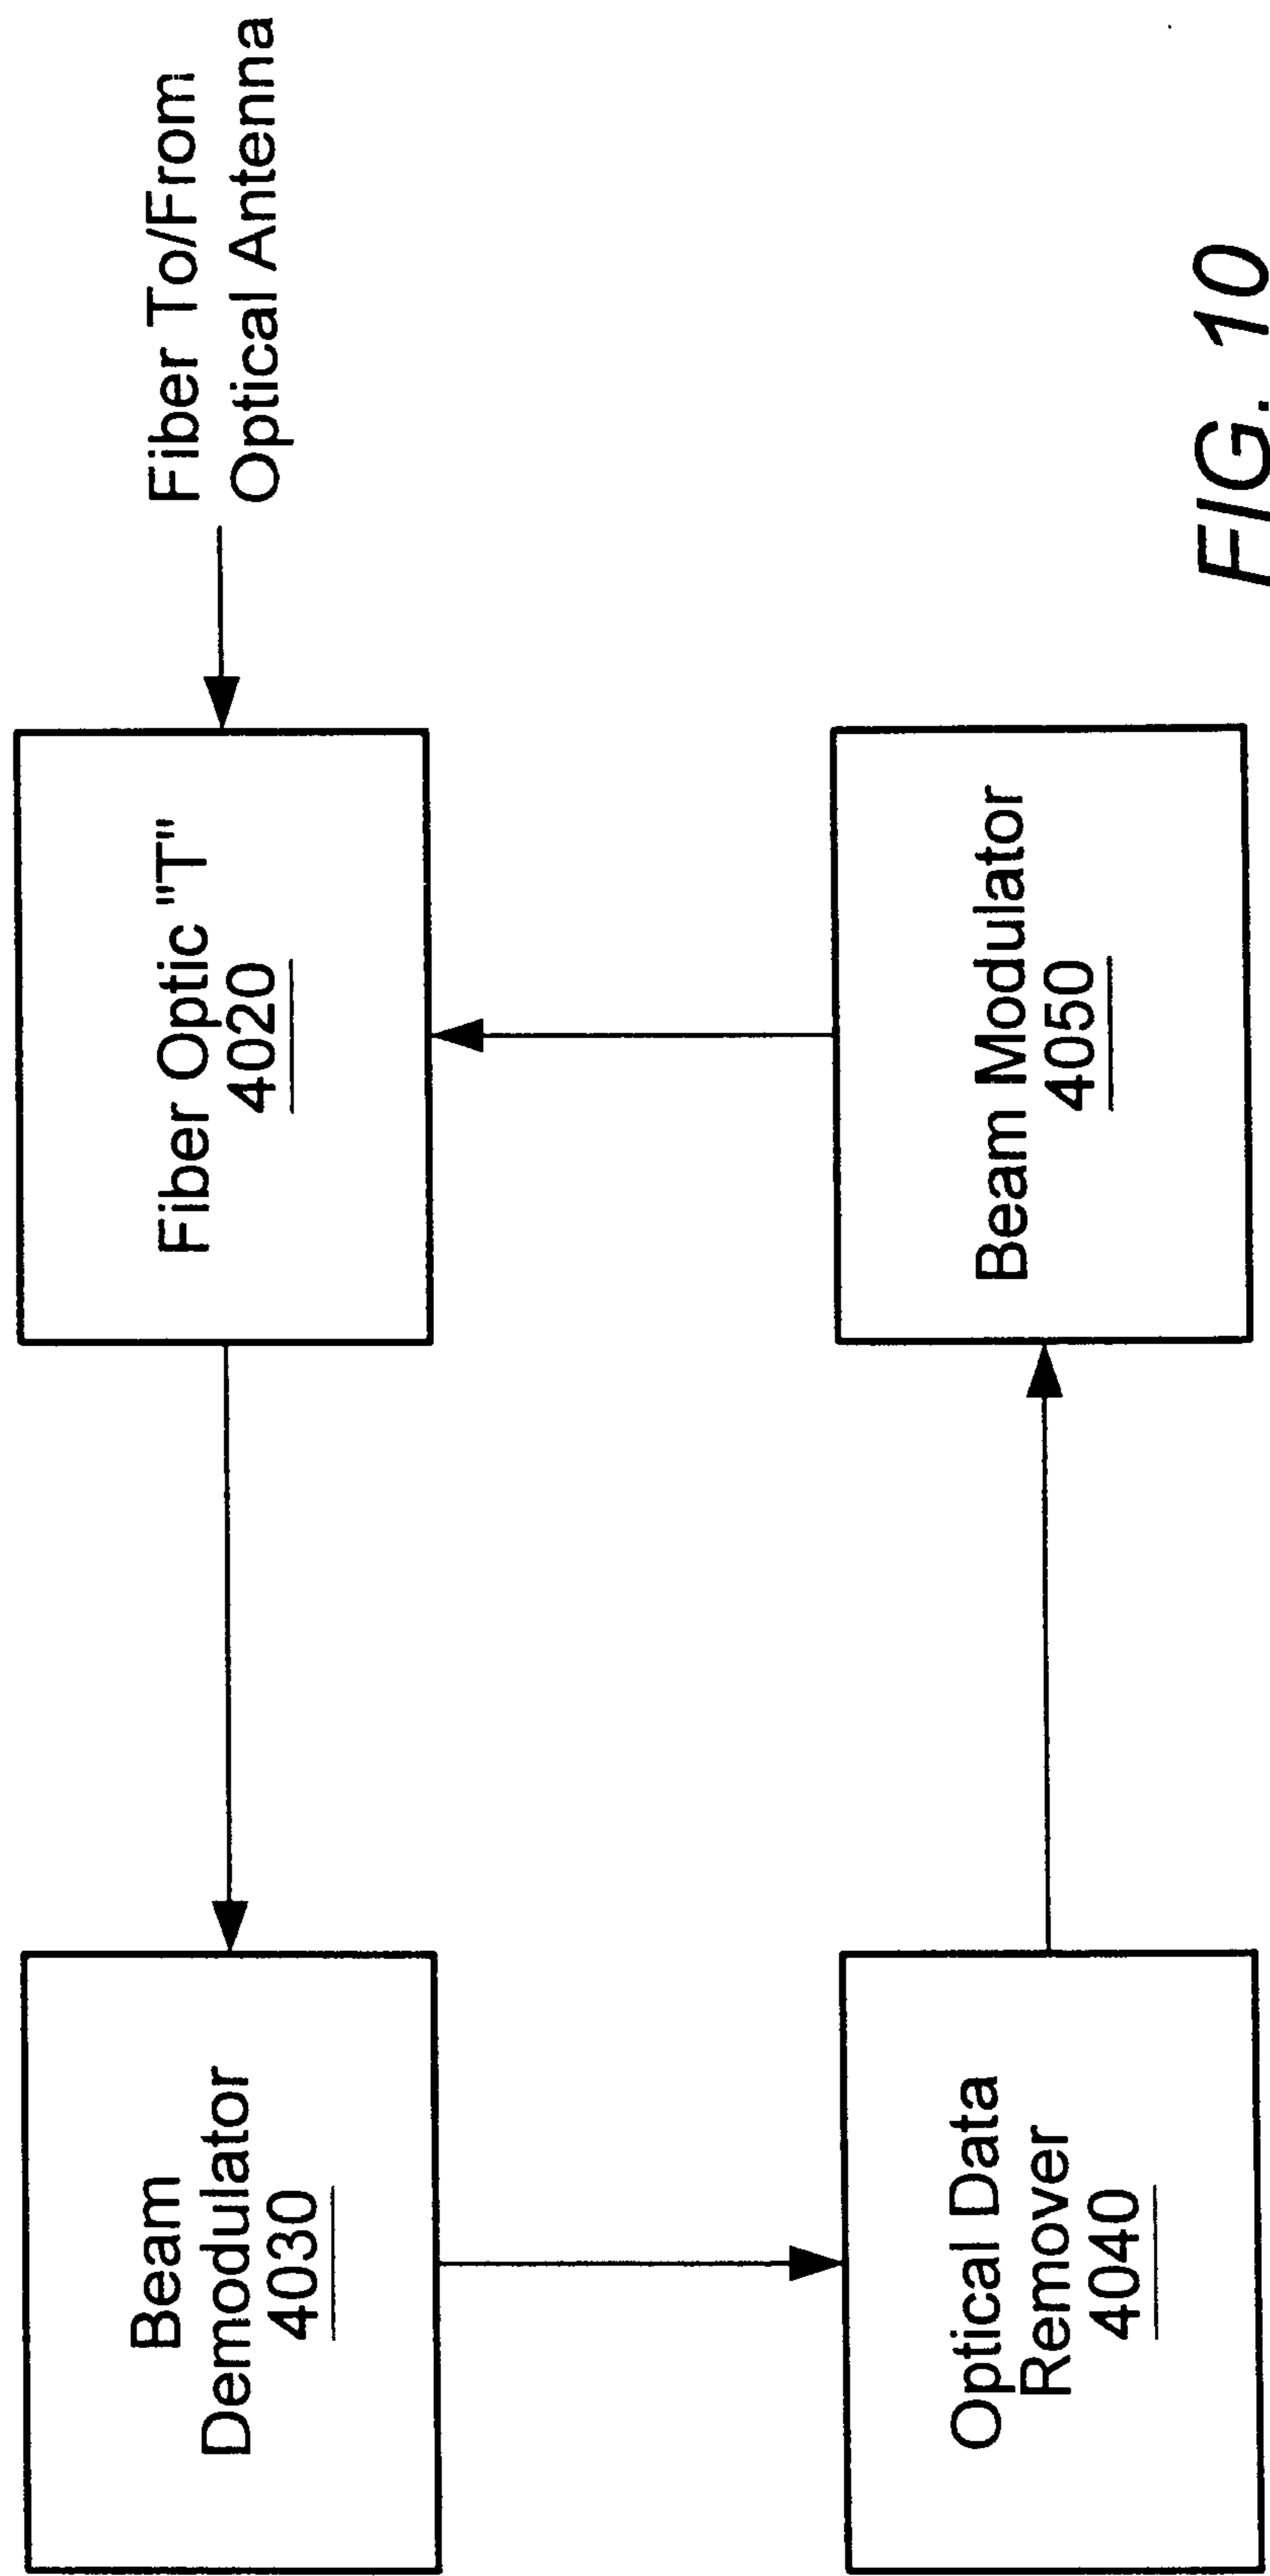 Beam
Demodulator
4030
Fiber Optic "T"
4020
Fiber To/From
Optical Antenna
Optical Data
Remover
4040
Beam Modulator
4050
FIG. 10